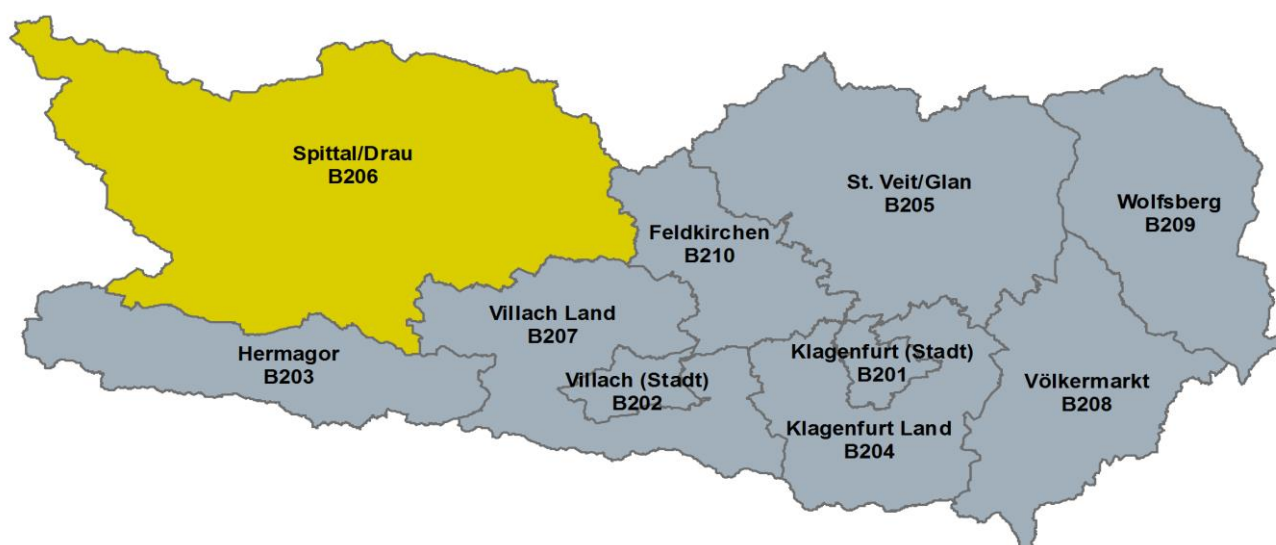 Spittal/Drau
B206
St. Veit/Glan
B205
Wolfsberg
B209
Feldkirchen
B210
Villach Land
B207
Hermagor
B203
Klagenfurt (Stadt)
B201
Villach (Stadt)
B202
Völkermarkt
B208
Klagenfurt Land
B204